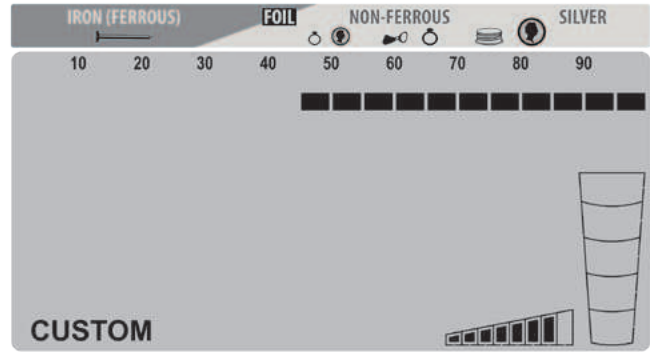 IRON (FERROUS) FOIL NON-FERROUS SILVER
10 20 30 40 50 60 70 80 90
CUSTOM